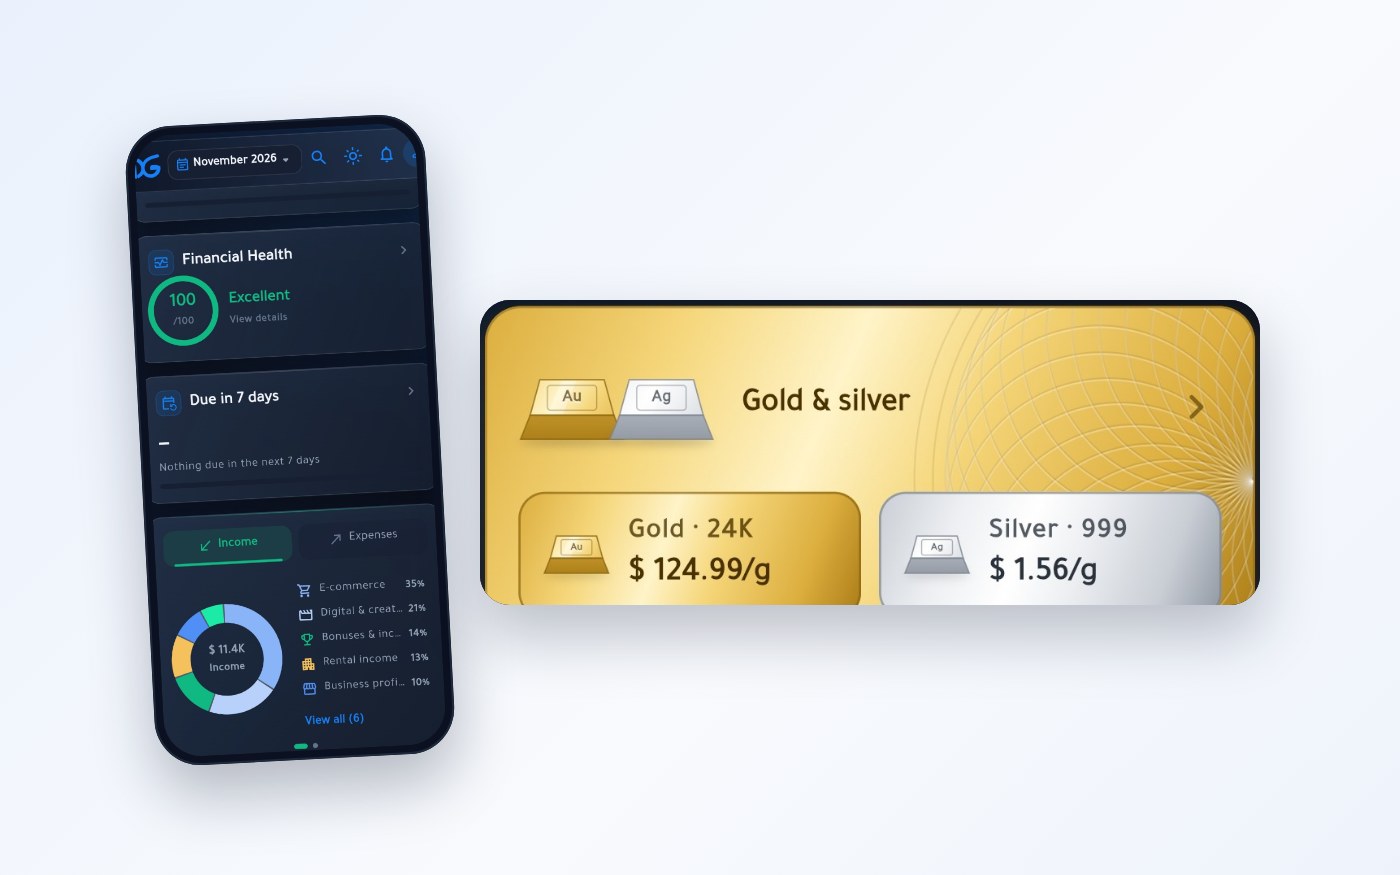 November 2026
Financial Health
100
/100
Excellent
View details
Due in 7 days
–
Nothing due in the next 7 days
Income
Expenses
$ 11.4K
Income
E-commerce 35%
Digital & creat... 21%
Bonuses & inc... 14%
Rental income 13%
Business profi... 10%
View all (6)
Au
Ag
Gold & silver
Au
Gold · 24K
$ 124.99/g
Ag
Silver · 999
$ 1.56/g